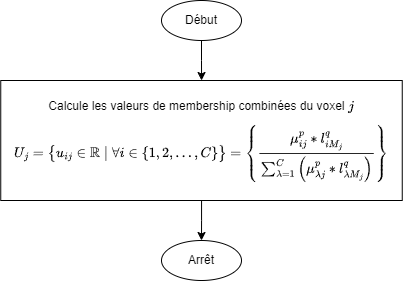 Début
Calcule les valeurs de membership combinées du voxel $j$
$U_j = \left\{u_{ij} \in \mathbb{R} \mid \forall i \in \{1, 2, \ldots, C\}\right\} = \left\{\frac{\mu_{ij}^p * l_{iM_j}^q}{\sum_{\lambda=1}^{C}\left(\mu_{\lambda j}^p * l_{\lambda M_j}^q\right)}\right\}$
Arrêt